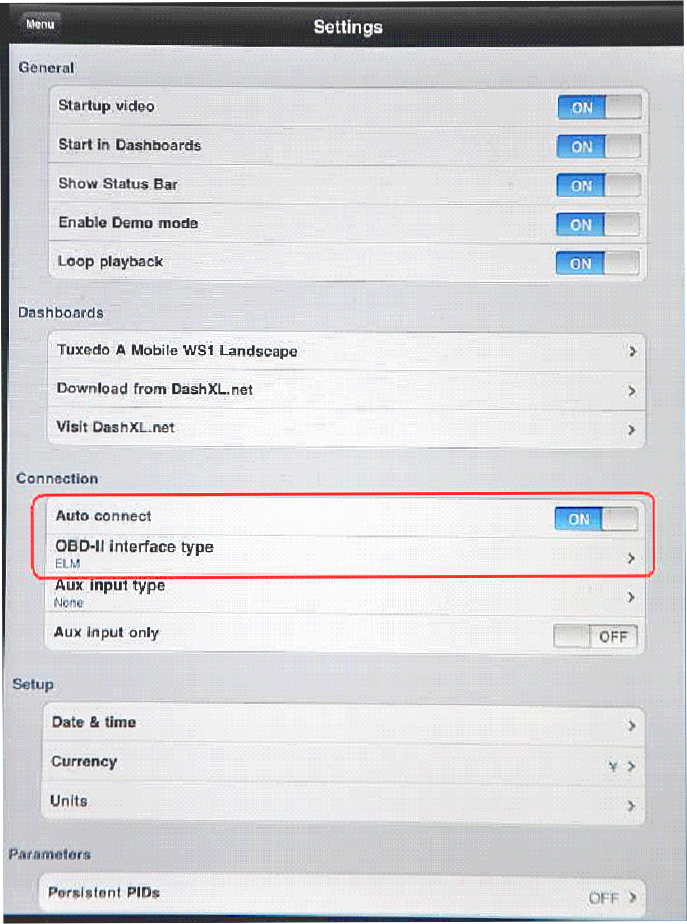 Menu
Settings
General
Startup video ON
Start in Dashboards ON
Show Status Bar ON
Enable Demo mode ON
Loop playback ON
Dashboards
Tuxedo A Mobile WS1 Landscape >
Download from DashXL.net >
Visit DashXL.net >
Connection
Auto connect ON
OBD-II interface type >
ELM
Aux input type >
None
Aux input only OFF
Setup
Date & time >
Currency ¥ >
Units >
Parameters
Persistent PIDs OFF >